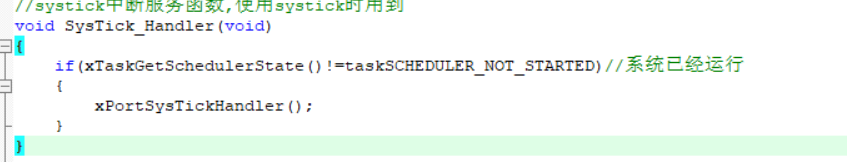 //systick中断服务函数,使用systick时用到
void SysTick_Handler(void)
{
    if(xTaskGetSchedulerState()!=taskSCHEDULER_NOT_STARTED)//系统已经运行
    {
        xPortSysTickHandler();
    }
}